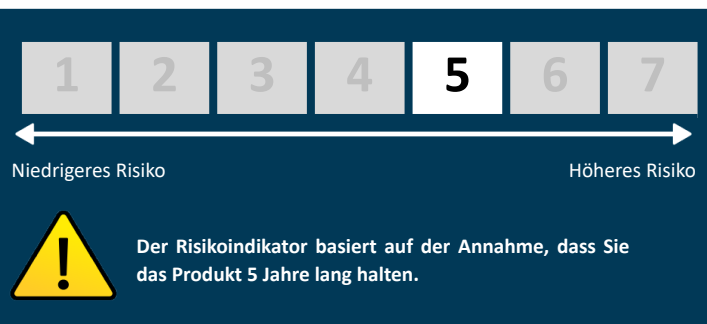 1 2 3 4 5 6 7
Niedrigeres Risiko Höheres Risiko
!
Der Risikoindikator basiert auf der Annahme, dass Sie
das Produkt 5 Jahre lang halten.